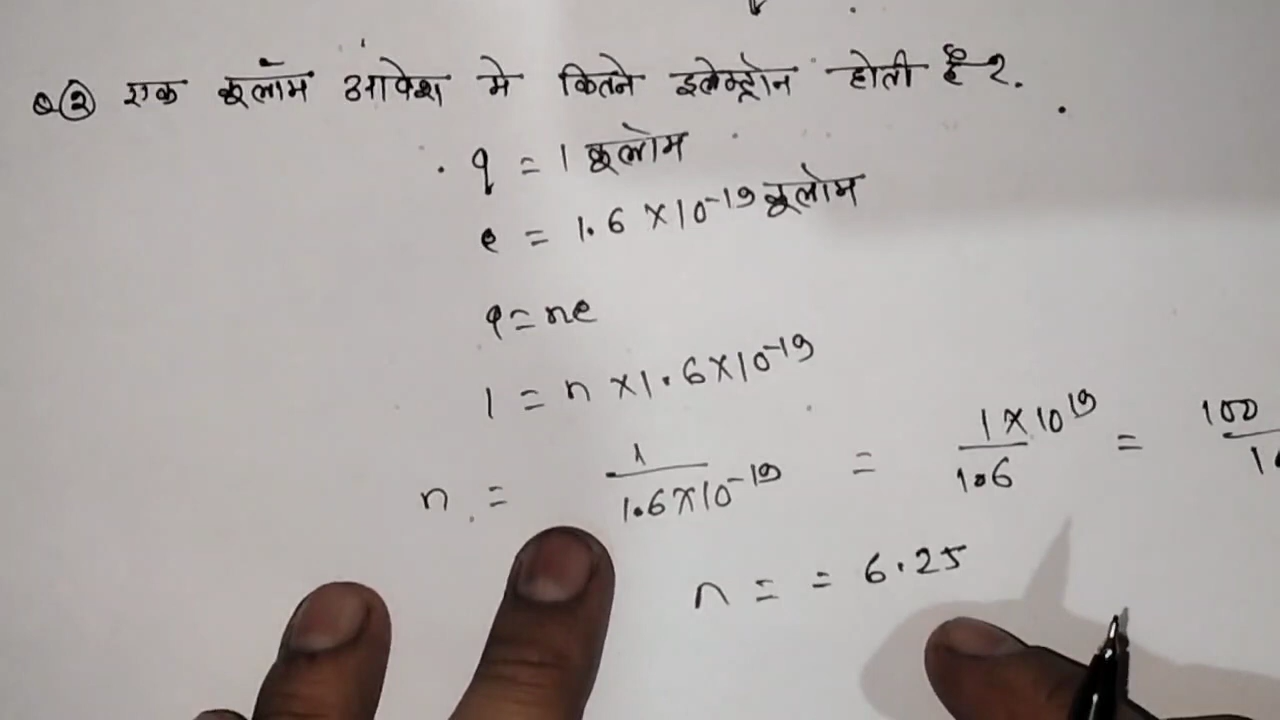 Q② एक कूलॉम आवेश मे कितने इलेक्ट्रोन होती है ?.
q = 1 कूलोम
e = 1.6 × 10⁻¹⁹ कूलोम
q = ne
1 = n × 1.6 × 10⁻¹⁹
n = 1 / 1.6 × 10⁻¹⁹ = 1 × 10¹⁹ / 1.6 = 100
n = = 6.25